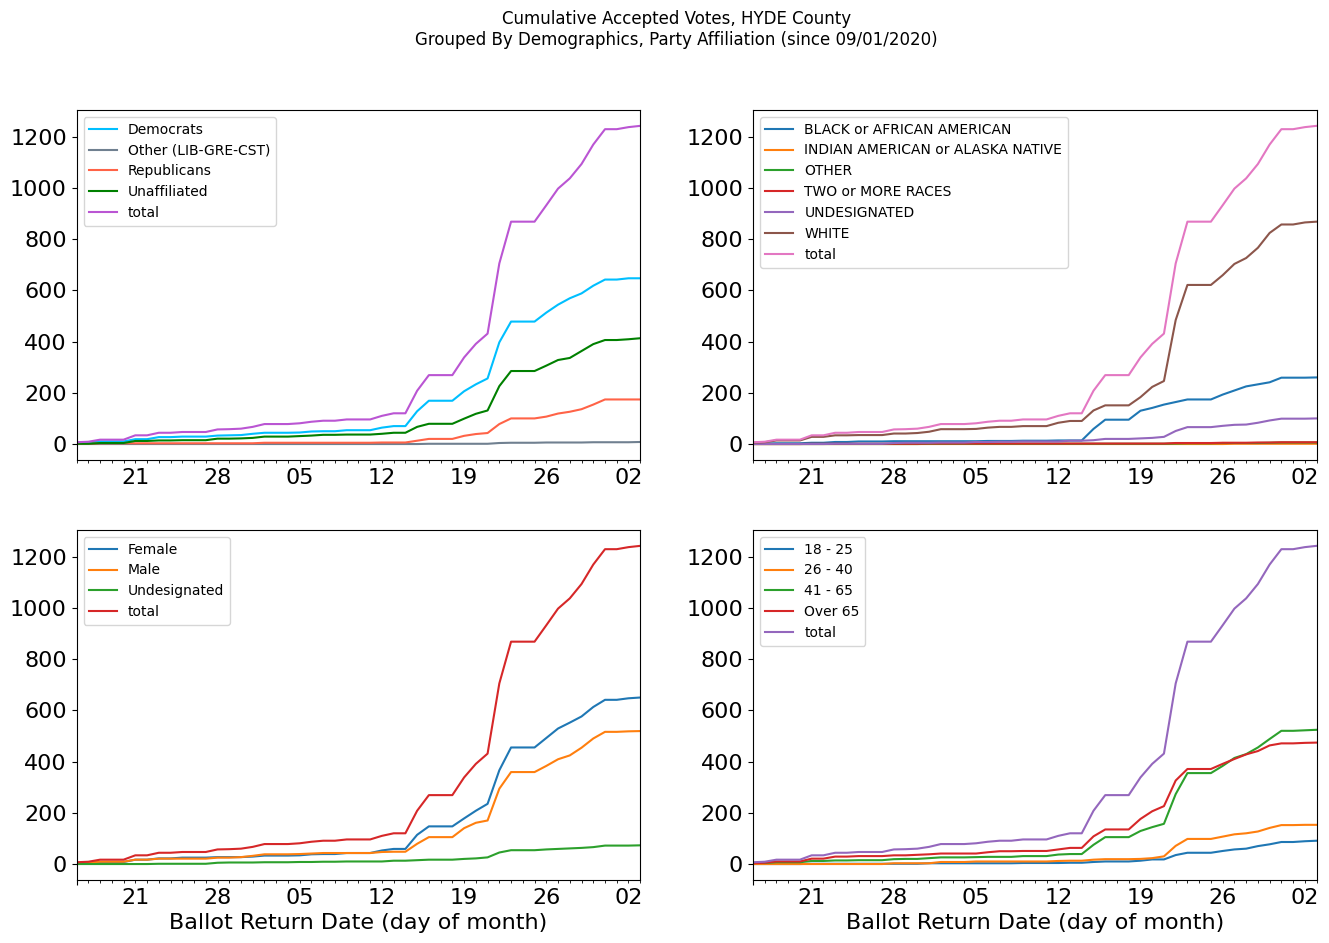 Cumulative Accepted Votes, HYDE County
Grouped By Demographics, Party Affiliation (since 09/01/2020)
Democrats
Other (LIB-GRE-CST)
Republicans
Unaffiliated
total
1200
1000
800
600
400
200
0
21 28 05 12 19 26 02
BLACK or AFRICAN AMERICAN
INDIAN AMERICAN or ALASKA NATIVE
OTHER
TWO or MORE RACES
UNDESIGNATED
WHITE
total
1200
1000
800
600
400
200
0
21 28 05 12 19 26 02
Female
Male
Undesignated
total
1200
1000
800
600
400
200
0
21 28 05 12 19 26 02
Ballot Return Date (day of month)
18 - 25
26 - 40
41 - 65
Over 65
total
1200
1000
800
600
400
200
0
21 28 05 12 19 26 02
Ballot Return Date (day of month)